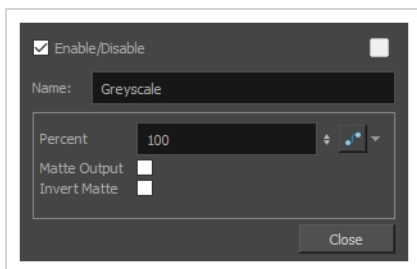 Enable/Disable
Name: Greyscale
Percent 100
Matte Output
Invert Matte
Close